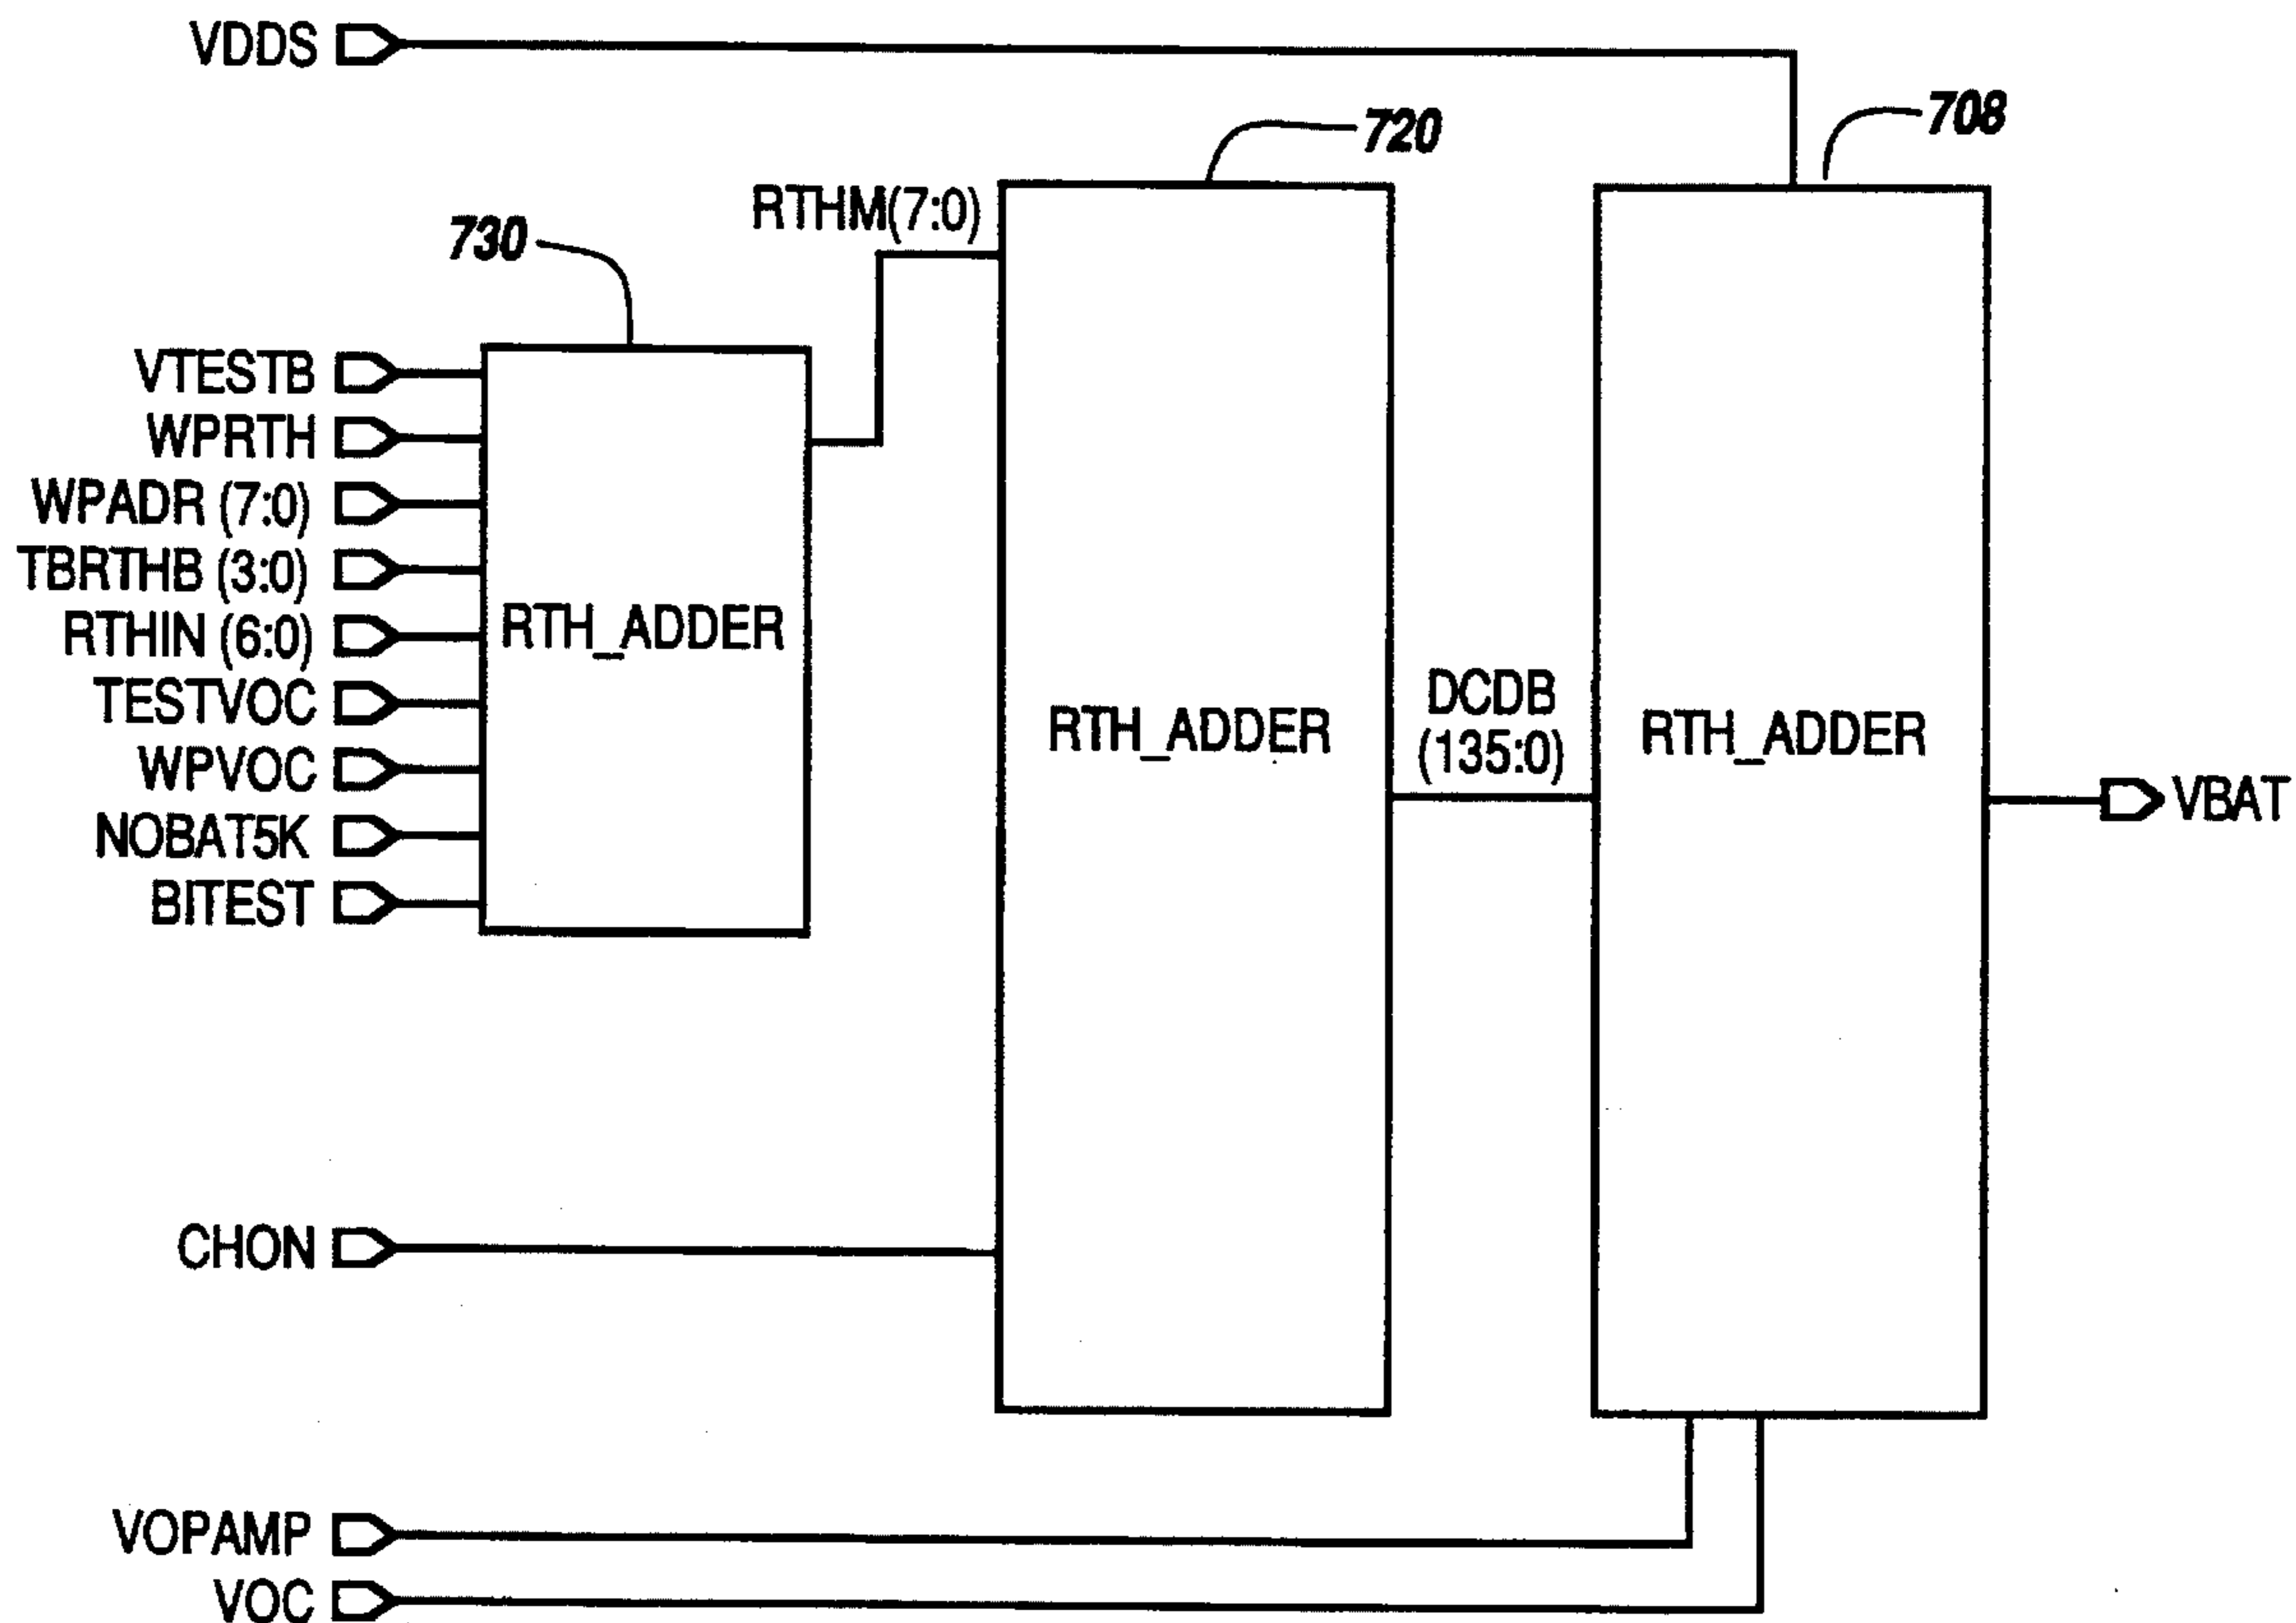 VDDS
720
708
RTHM(7:0)
730
VTESTB
WPRTH
WPADR (7:0)
TBRTHB (3:0)
RTHIN (6:0)
TESTVOC
WPVOC
NOBAT5K
BITEST
RTH_ADDER
RTH_ADDER
DCDB
(135:0)
RTH_ADDER
VBAT
CHON
VOPAMP
VOC